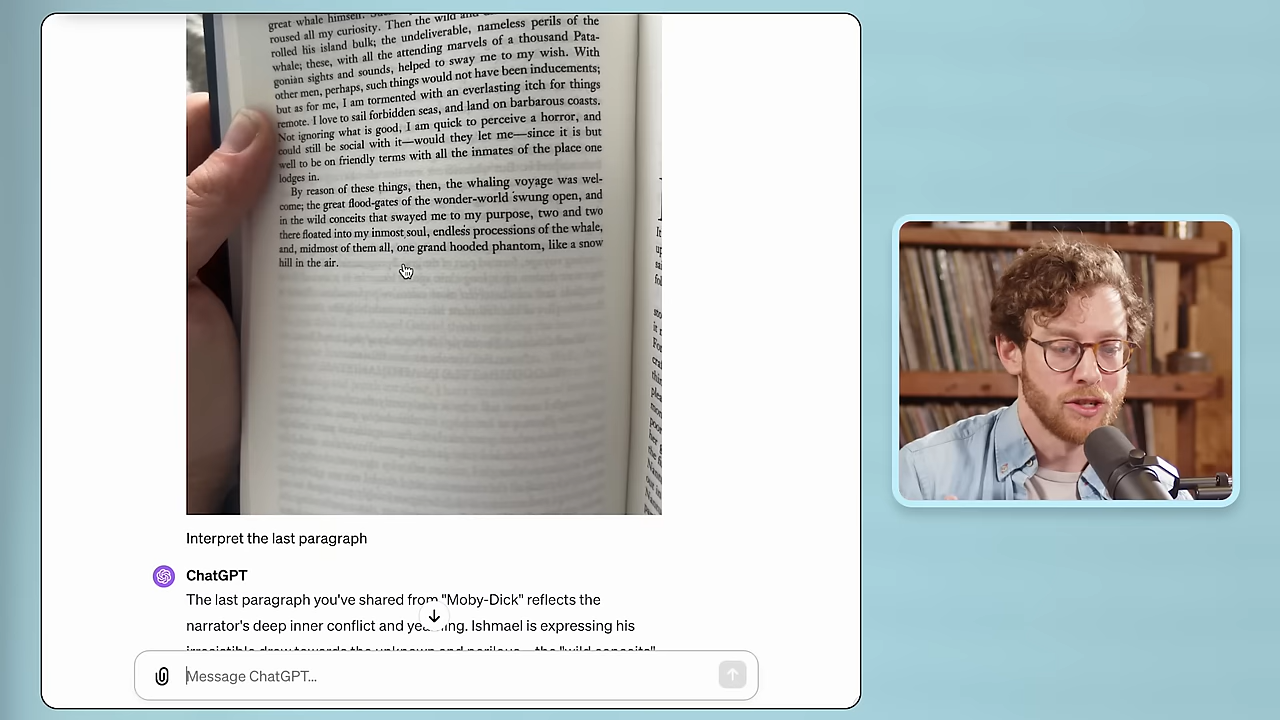 great whale himself.
roused all my curiosity. Then the wild and
rolled his island bulk; the undeliverable, nameless perils of the
whale; these, with all the attending marvels of a thousand Pata-
gonian sights and sounds, helped to sway me to my wish. With
other men, perhaps, such things would not have been inducements;
but as for me, I am tormented with an everlasting itch for things
remote. I love to sail forbidden seas, and land on barbarous coasts.
Not ignoring what is good, I am quick to perceive a horror, and
could still be social with it—would they let me—since it is but
well to be on friendly terms with all the inmates of the place one
lodges in.
By reason of these things, then, the whaling voyage was wel-
come; the great flood-gates of the wonder-world swung open, and
in the wild conceits that swayed me to my purpose, two and two
there floated into my inmost soul, endless processions of the whale,
and, midmost of them all, one grand hooded phantom, like a snow
hill in the air.
Interpret the last paragraph
ChatGPT
The last paragraph you've shared from "Moby-Dick" reflects the
narrator's deep inner conflict and ing. Ishmael is expressing his
irresistible draw towards the unknown and perilous—the "wild conceits"
Message ChatGPT...